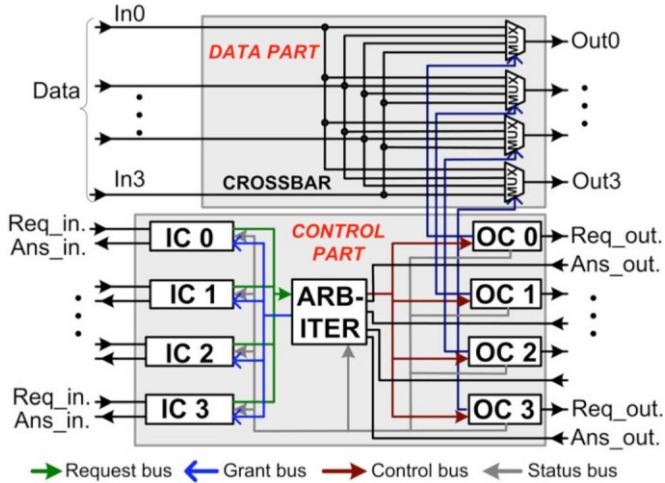 In0
DATA PART
MUX
Out0
Data
MUX
MUX
In3
CROSSBAR
MUX
Out3
Req_in.
Ans_in.
IC 0
CONTROL
PART
OC 0
Req_out.
Ans_out.
IC 1
ARB-
ITER
OC 1
IC 2
OC 2
Req_in.
Ans_in.
IC 3
OC 3
Req_out.
Ans_out.
Request bus
Grant bus
Control bus
Status bus